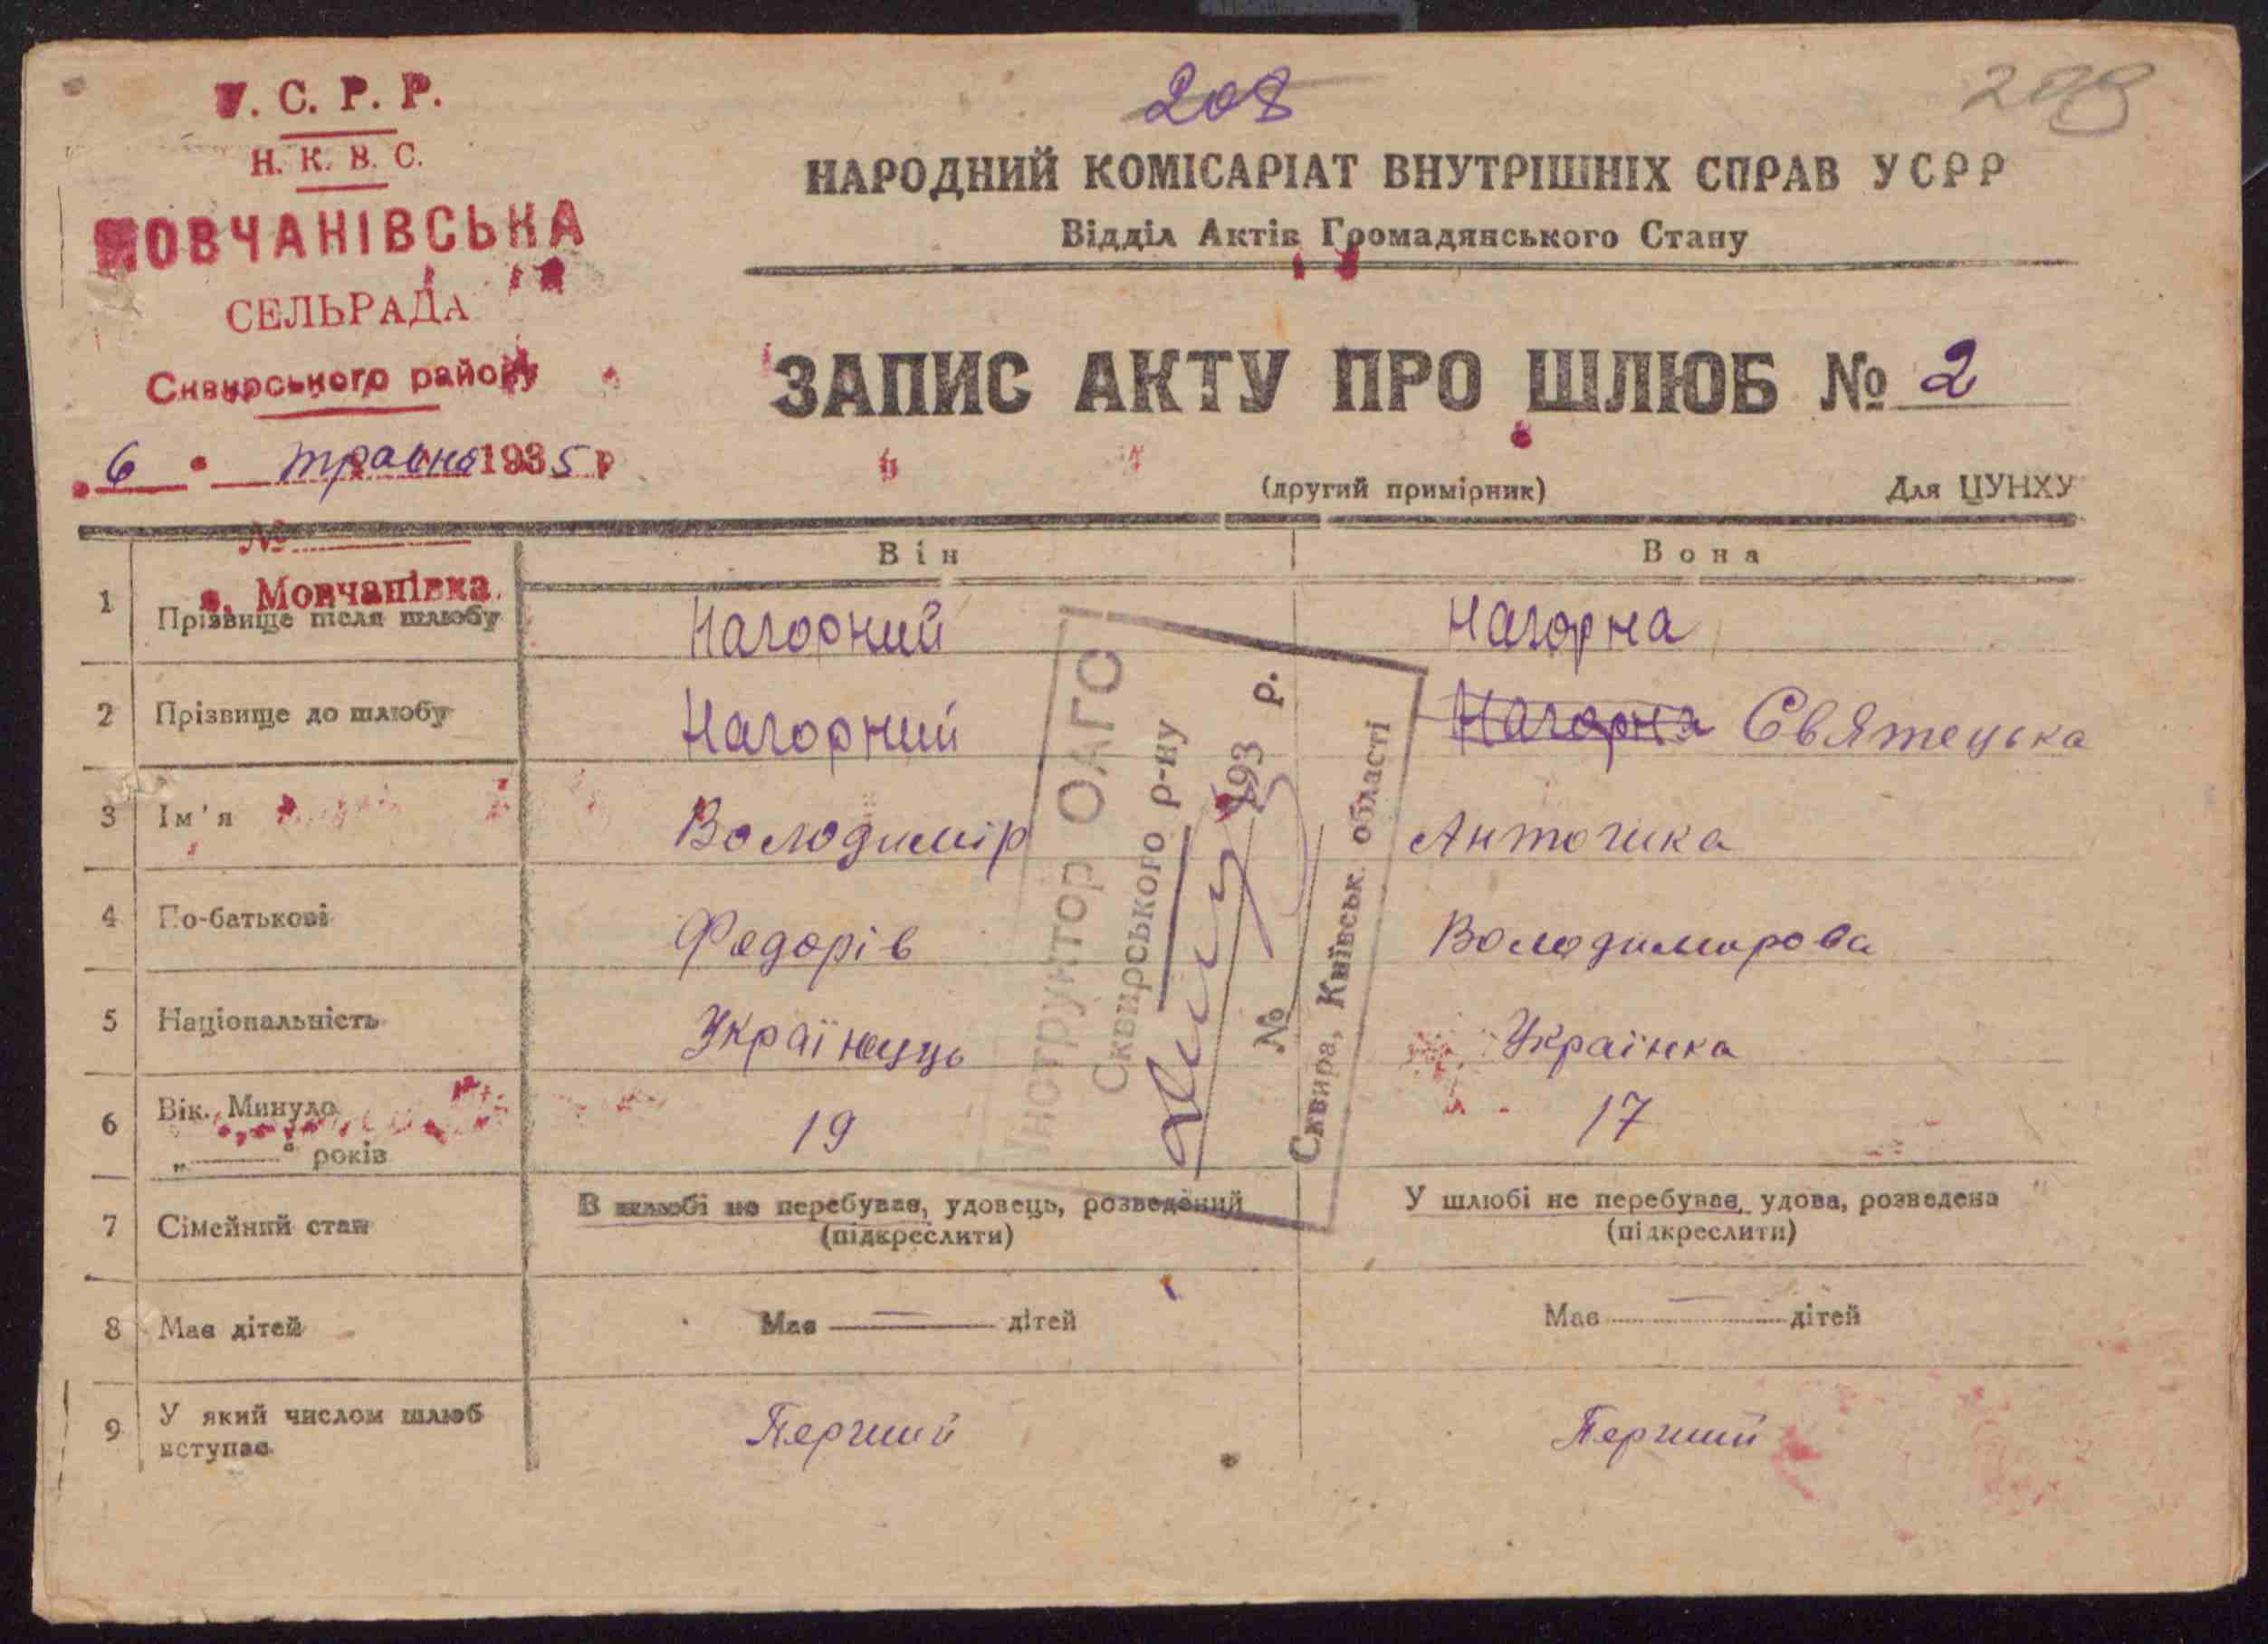 У. С. Р. Р.
Н. К. В. С.
МОВЧАНІВСЬКА
СЕЛЬРАДА
Сквирського району
6 травня 1935 р
№
с. Мовчанівка
208
НАРОДНИЙ КОМІСАРІАТ ВНУТРІШНІХ СПРАВ УСРР
Відділ Актів Громадянського Стану
ЗАПИС АКТУ ПРО ШЛЮБ № 2
(другий примірник) Для ЦУНХУ
Він Вона
1 Прізвище після шлюбу Нагорний Нагорна
2 Прізвище до шлюбу Нагорний Нагорна Святецька
3 Ім'я Володимір Антоніка
4 По-батькові Федорів Володимирова
5 Національність Україниць Українка
6 Вік. Минуло
„ “ років 19 17
7 Сімейний стан В шлюбі не перебував, удовець, розведений У шлюбі не перебуває, удова, розведена
(підкреслити) (підкреслити)
8 Має дітей Має — дітей Має — дітей
9 У який числом шлюб
вступає Перший Перший
Інструктор ОАГС
Сквирського р-ну
193 р.
№
Сквира, Київськ. області